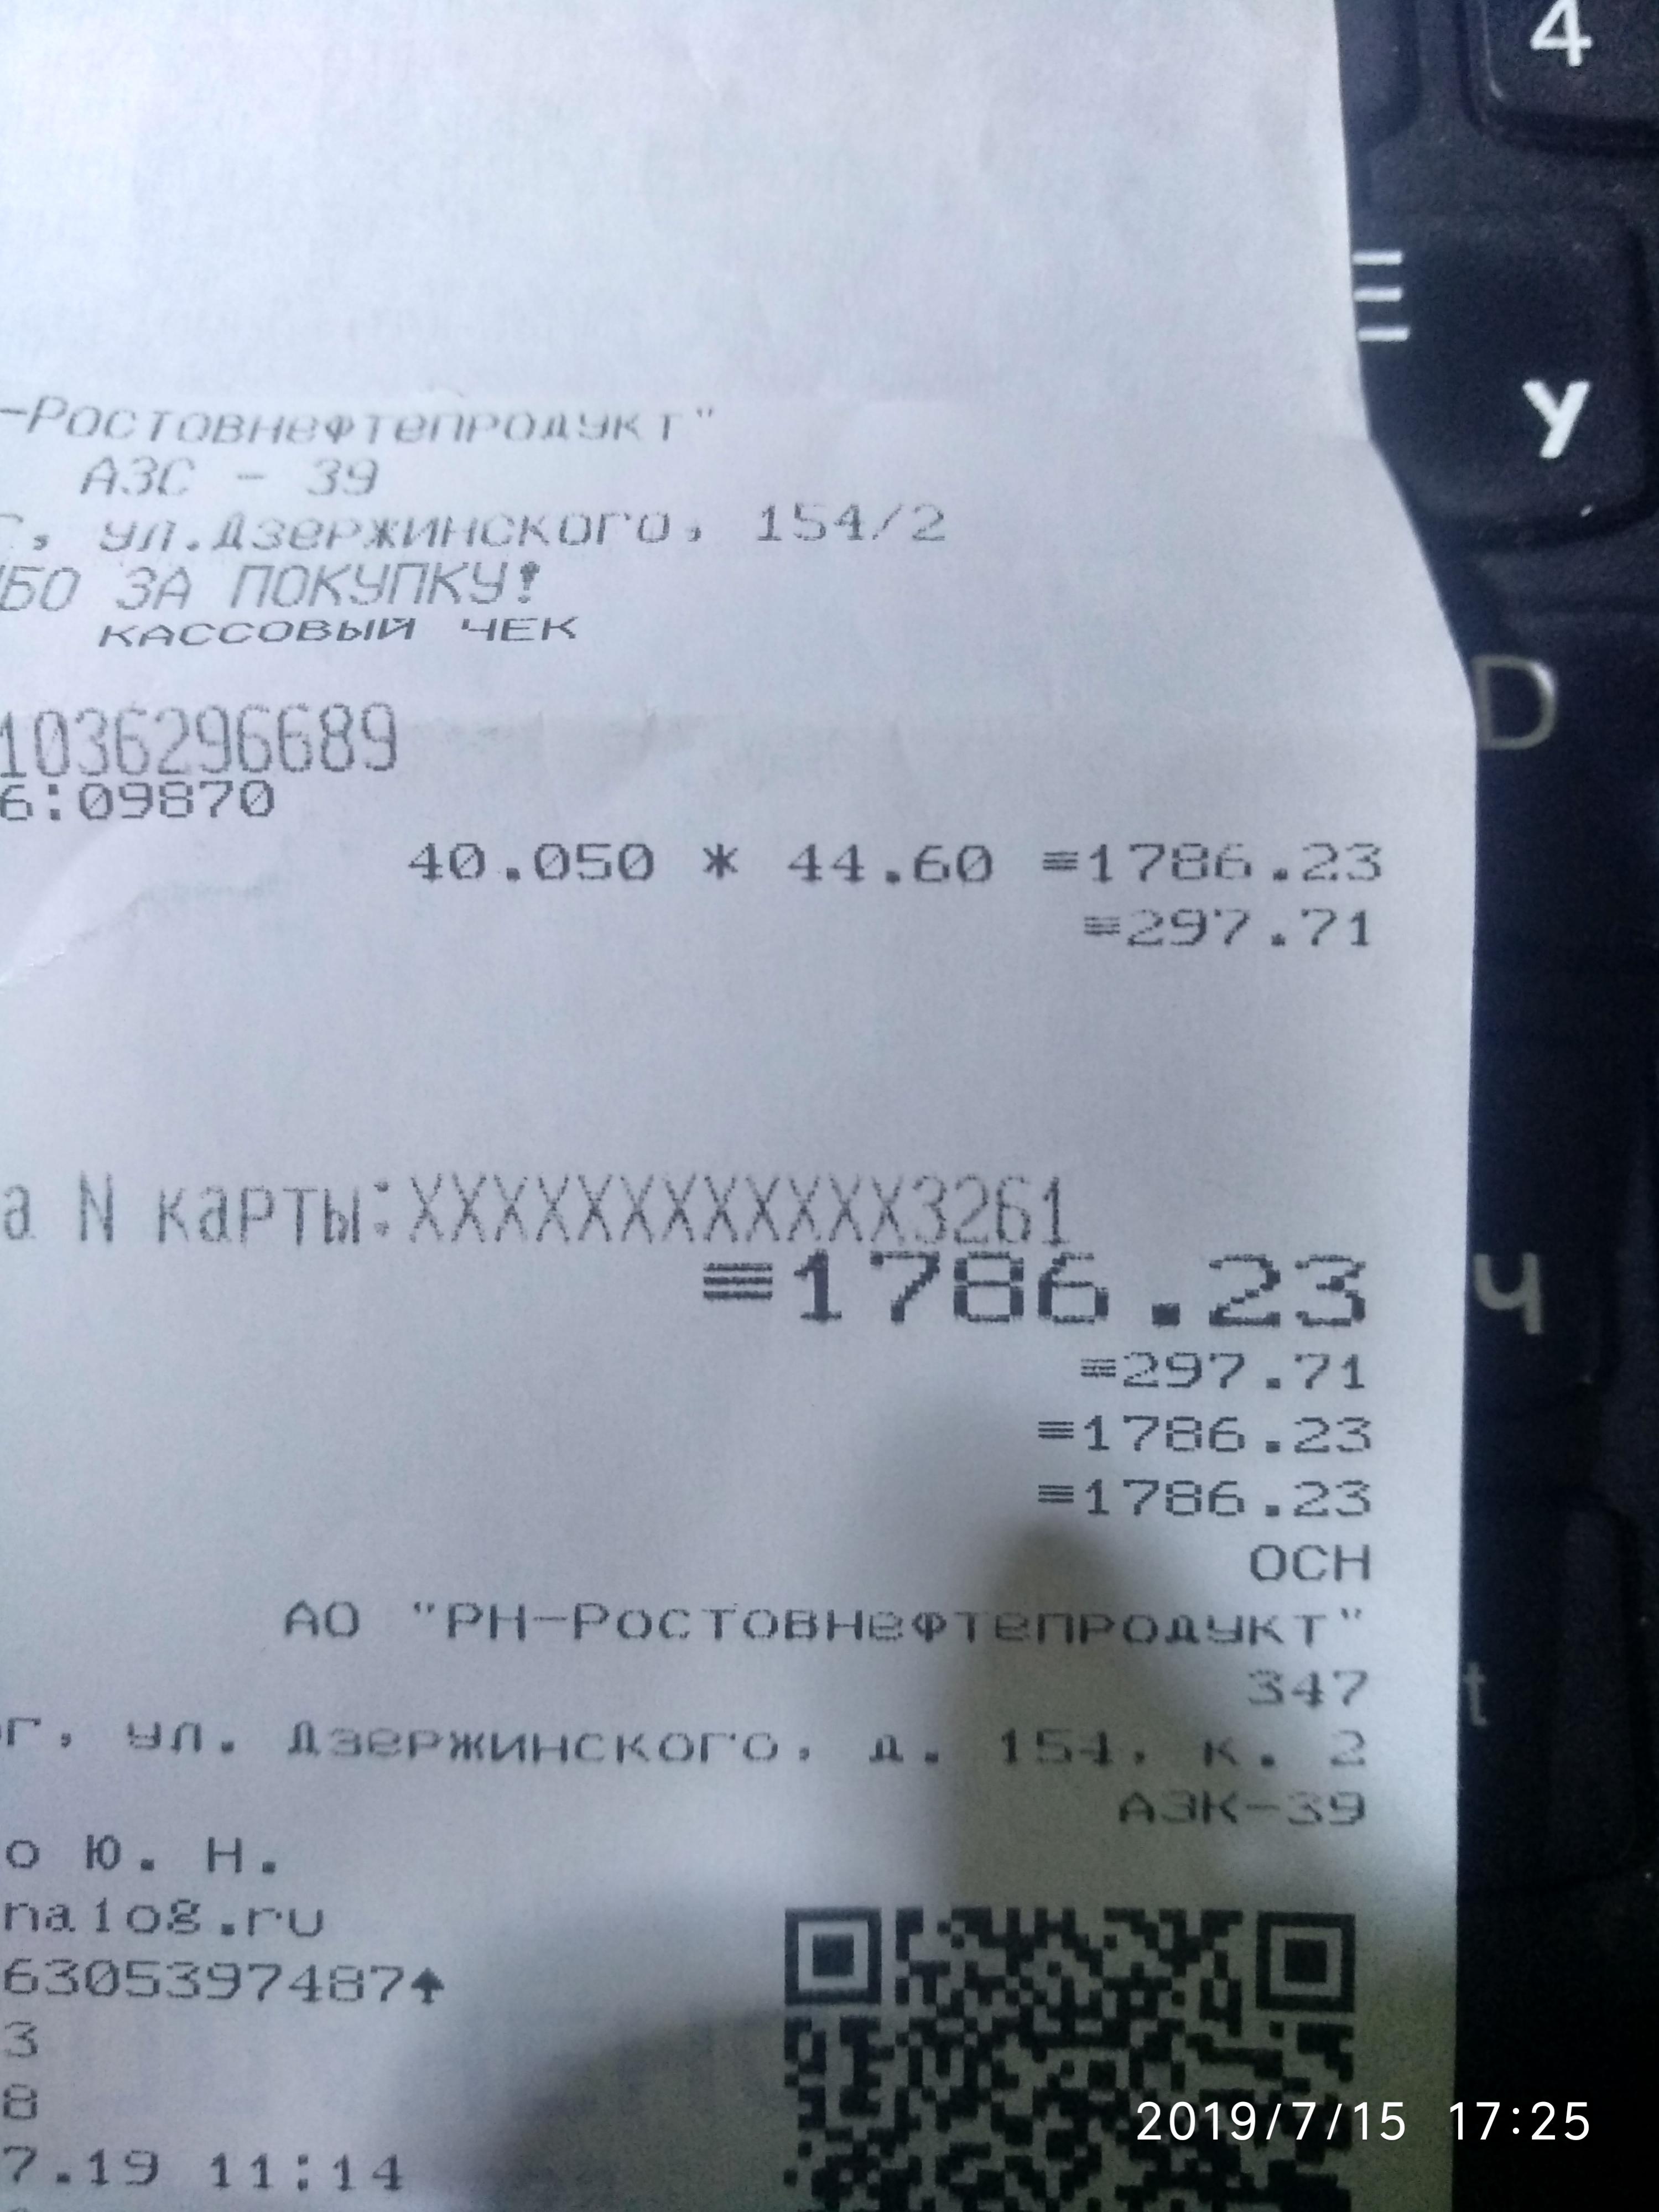 -Ростовнефтепродукт"
АЗС - 39
г, ул.Дзержинского, 154/2
ИБО ЗА ПОКУПКУ!
КАССОВЫЙ ЧЕК
1036296689
6:09870
40.050 * 44.60 ≡1786.23
≡297.71
а N карты:XXXXXXXXXXXX3261
≡1786.23
≡297.71
≡1786.23
≡1786.23
ОСН
АО "РН-Ростовнефтепродукт"
347
ог, ул. Дзержинского, д. 154, к. 2
АЗК-39
о Ю. Н.
nalog.ru
6305397487↑
3
8
7.19 11:14
4
У
D
Ч
t
2019/7/15 17:25